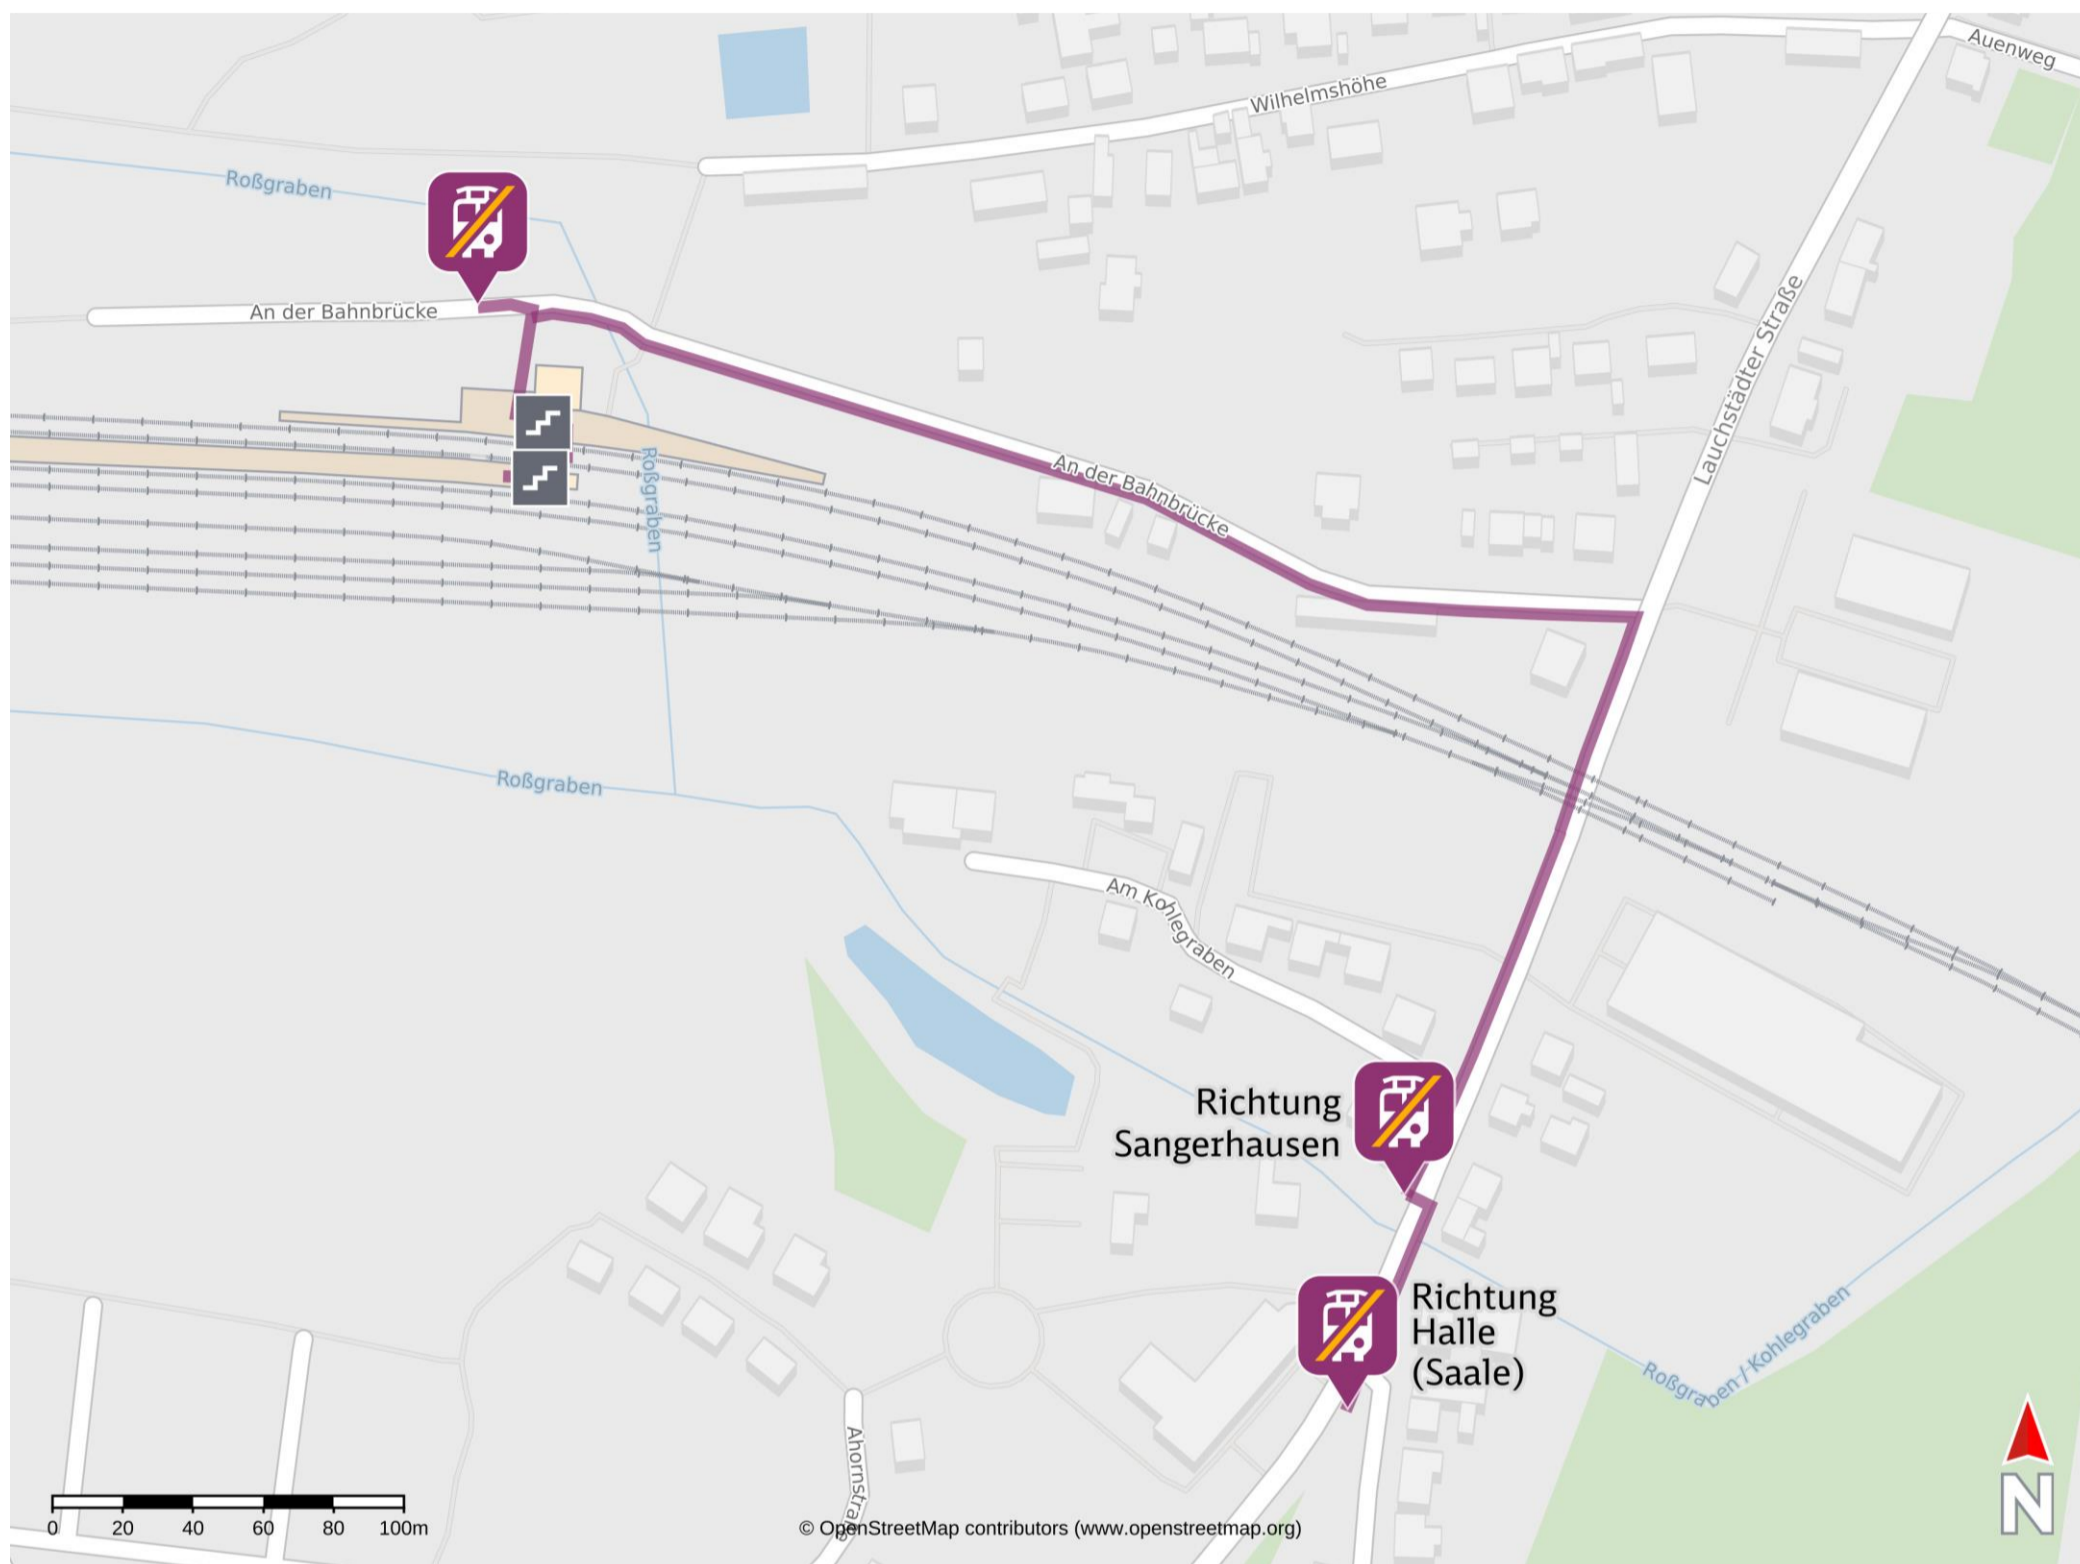 Auenweg
Wilhelmshöhe
Roßgraben
An der Bahnbrücke
Lauchstädter Straße
An der Bahnbrücke
Roßgraben
Roßgraben
Am Kohlegraben
Richtung
Sangerhausen
Richtung
Halle
(Saale)
Roßgraben / Kohlegraben
Ahornstraße
0 20 40 60 80 100m
© OpenStreetMap contributors (www.openstreetmap.org)
N